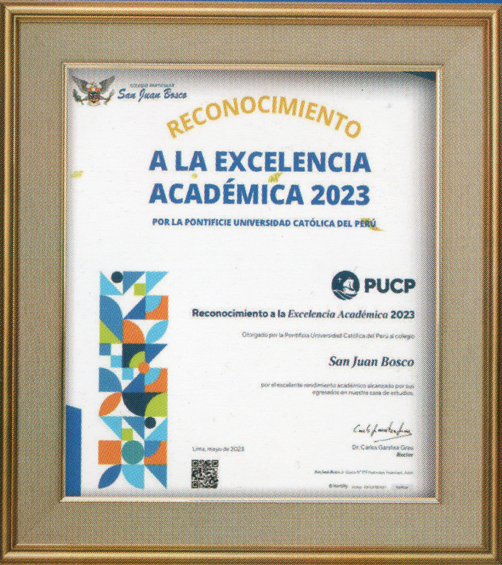 COLEGIO PARTICULAR
San Juan Bosco
RECONOCIMIENTO
A LA EXCELENCIA
ACADÉMICA 2023
POR LA PONTIFICIE UNIVERSIDAD CATÓLICA DEL PERÚ
PUCP
Reconocimiento a la Excelencia Académica 2023
Otorgado por la Pontificia Universidad Católica del Perú al colegio
San Juan Bosco
por el excelente rendimiento académico alcanzado por sus
egresados en nuestra casa de estudios.
Dr. Carlos Garatea Grau
Rector
Lima, mayo de 2023